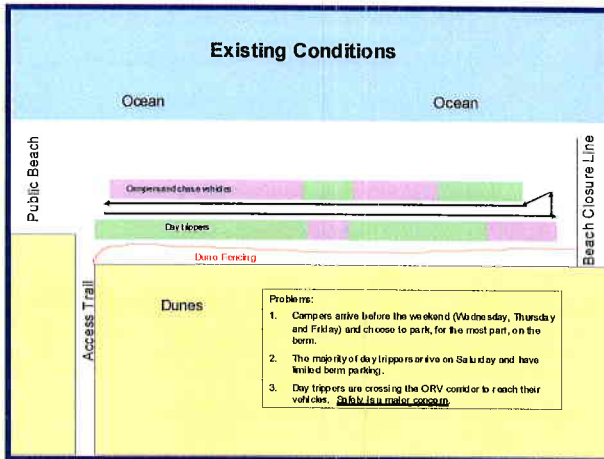 Existing Conditions
Ocean Ocean
Public Beach
Beach Closure Line
Campers and chase vehicles
Day trippers
Duno Fencing
Access Trail
Dunes
Problems:
1. Campers arrive before the weekend (Wednesday, Thursday
and Friday) and choose to park, for the most part, on the
berm.
2. The majority of day trippers arrive on Saturday and have
limited berm parking.
3. Day trippers are crossing the ORV corridor to reach their
vehicles. Safety is a major concern.